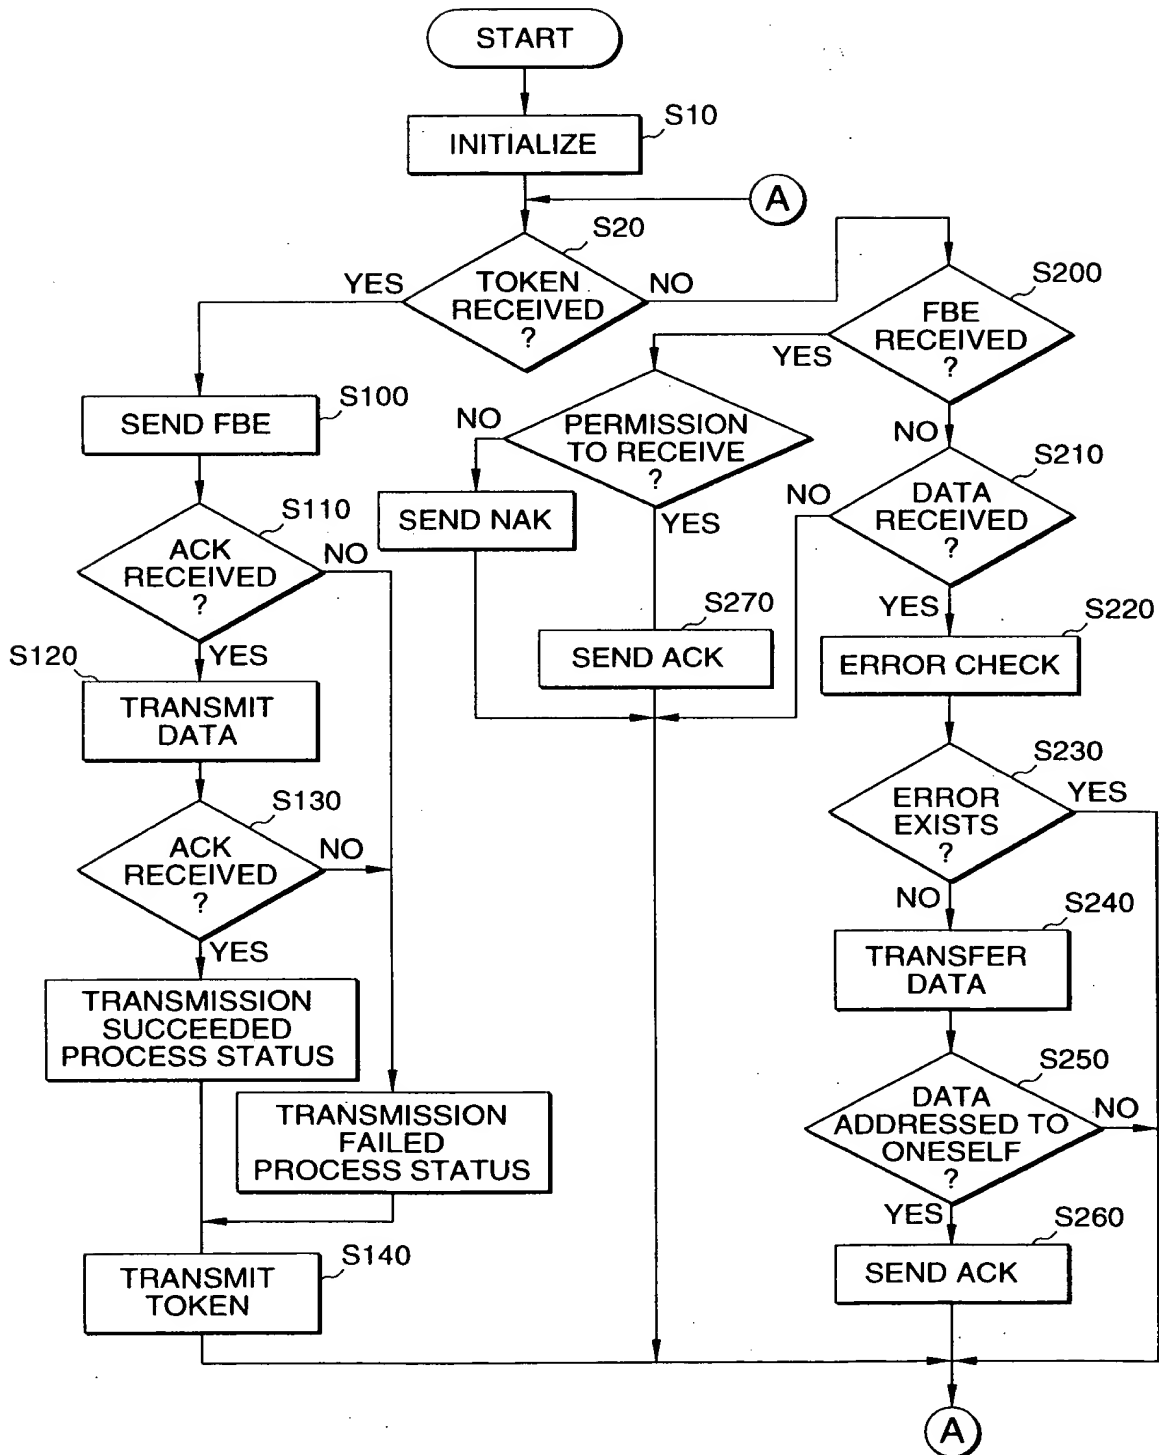 START
INITIALIZE
S10
A
S20
TOKEN
RECEIVED
?
YES
NO
S200
FBE
RECEIVED
?
YES
NO
S100
SEND FBE
PERMISSION
TO RECEIVE
?
NO
YES
SEND NAK
S210
DATA
RECEIVED
?
NO
YES
S110
ACK
RECEIVED
?
NO
YES
S270
SEND ACK
S220
ERROR CHECK
S120
TRANSMIT
DATA
S230
ERROR
EXISTS
?
YES
NO
S130
ACK
RECEIVED
?
NO
YES
S240
TRANSFER
DATA
TRANSMISSION
SUCCEEDED
PROCESS STATUS
S250
DATA
ADDRESSED TO
ONESELF
?
NO
YES
TRANSMISSION
FAILED
PROCESS STATUS
S260
SEND ACK
S140
TRANSMIT
TOKEN
A